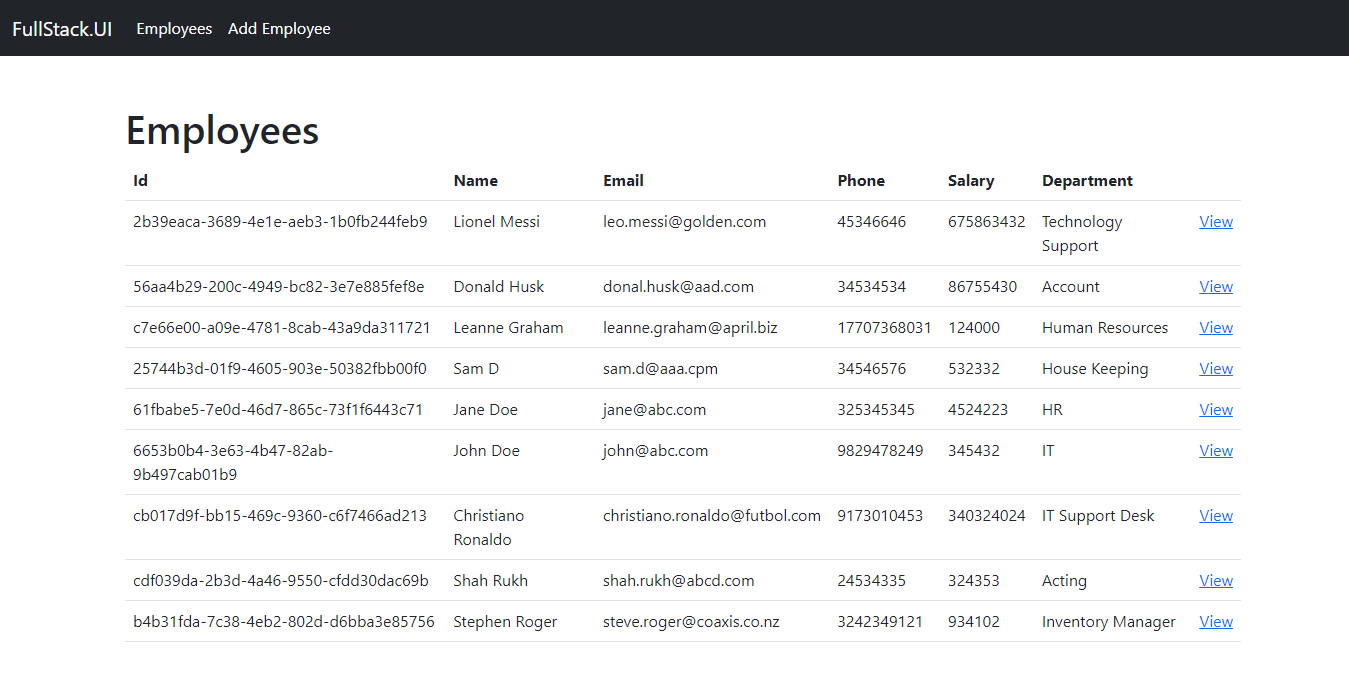 FullStack.UI Employees Add Employee
Employees
Id Name Email Phone Salary Department
2b39eaca-3689-4e1e-aeb3-1b0fb244feb9 Lionel Messi leo.messi@golden.com 45346646 675863432 Technology View
Support
56aa4b29-200c-4949-bc82-3e7e885fef8e Donald Husk donal.husk@aad.com 34534534 86755430 Account View
c7e66e00-a09e-4781-8cab-43a9da311721 Leanne Graham leanne.graham@april.biz 17707368031 124000 Human Resources View
25744b3d-01f9-4605-903e-50382fbb00f0 Sam D sam.d@aaa.cpm 34546576 532332 House Keeping View
61fbabe5-7e0d-46d7-865c-73f1f6443c71 Jane Doe jane@abc.com 325345345 4524223 HR View
6653b0b4-3e63-4b47-82ab- John Doe john@abc.com 9829478249 345432 IT View
9b497cab01b9
cb017d9f-bb15-469c-9360-c6f7466ad213 Christiano christiano.ronaldo@futbol.com 9173010453 340324024 IT Support Desk View
Ronaldo
cdf039da-2b3d-4a46-9550-cfdd30dac69b Shah Rukh shah.rukh@abcd.com 24534335 324353 Acting View
b4b31fda-7c38-4eb2-802d-d6bba3e85756 Stephen Roger steve.roger@coaxis.co.nz 3242349121 934102 Inventory Manager View